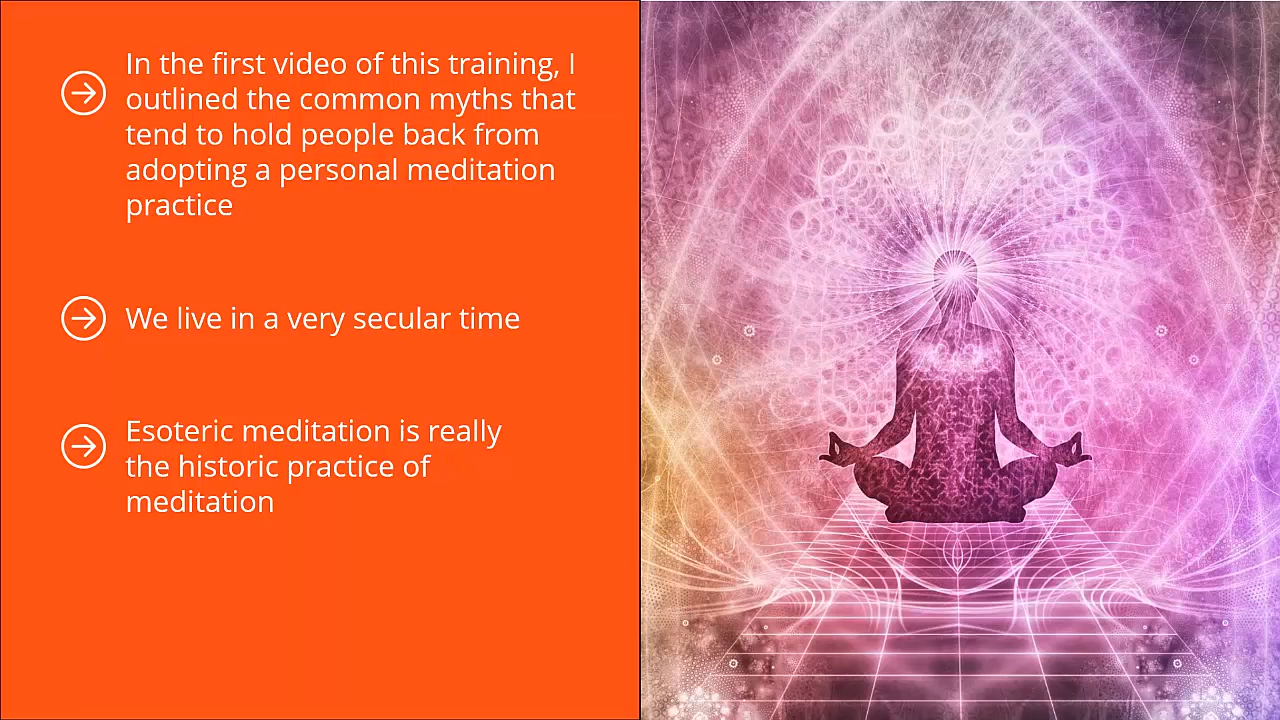 In the first video of this training, I
outlined the common myths that
tend to hold people back from
adopting a personal meditation
practice
We live in a very secular time
Esoteric meditation is really
the historic practice of
meditation